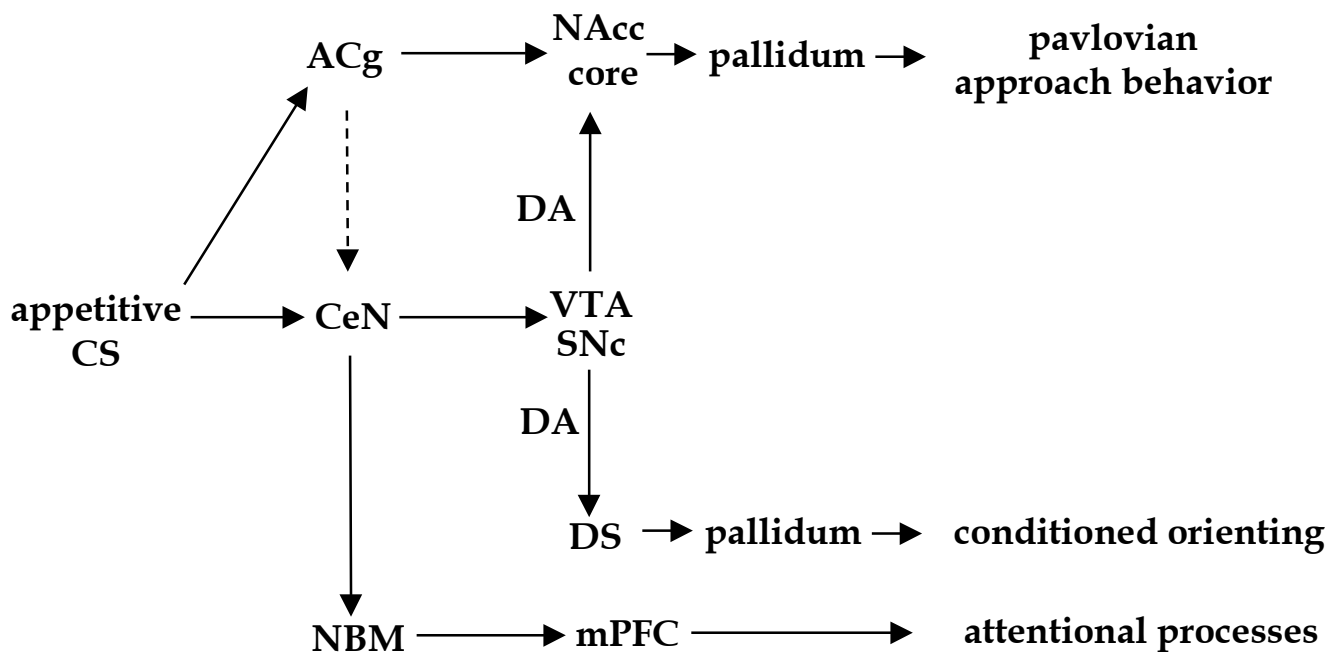 ACg
NAcc
core
pallidum
pavlovian
approach behavior
DA
appetitive
CS
CeN
VTA
SNc
DA
DS
pallidum
conditioned orienting
NBM
mPFC
attentional processes